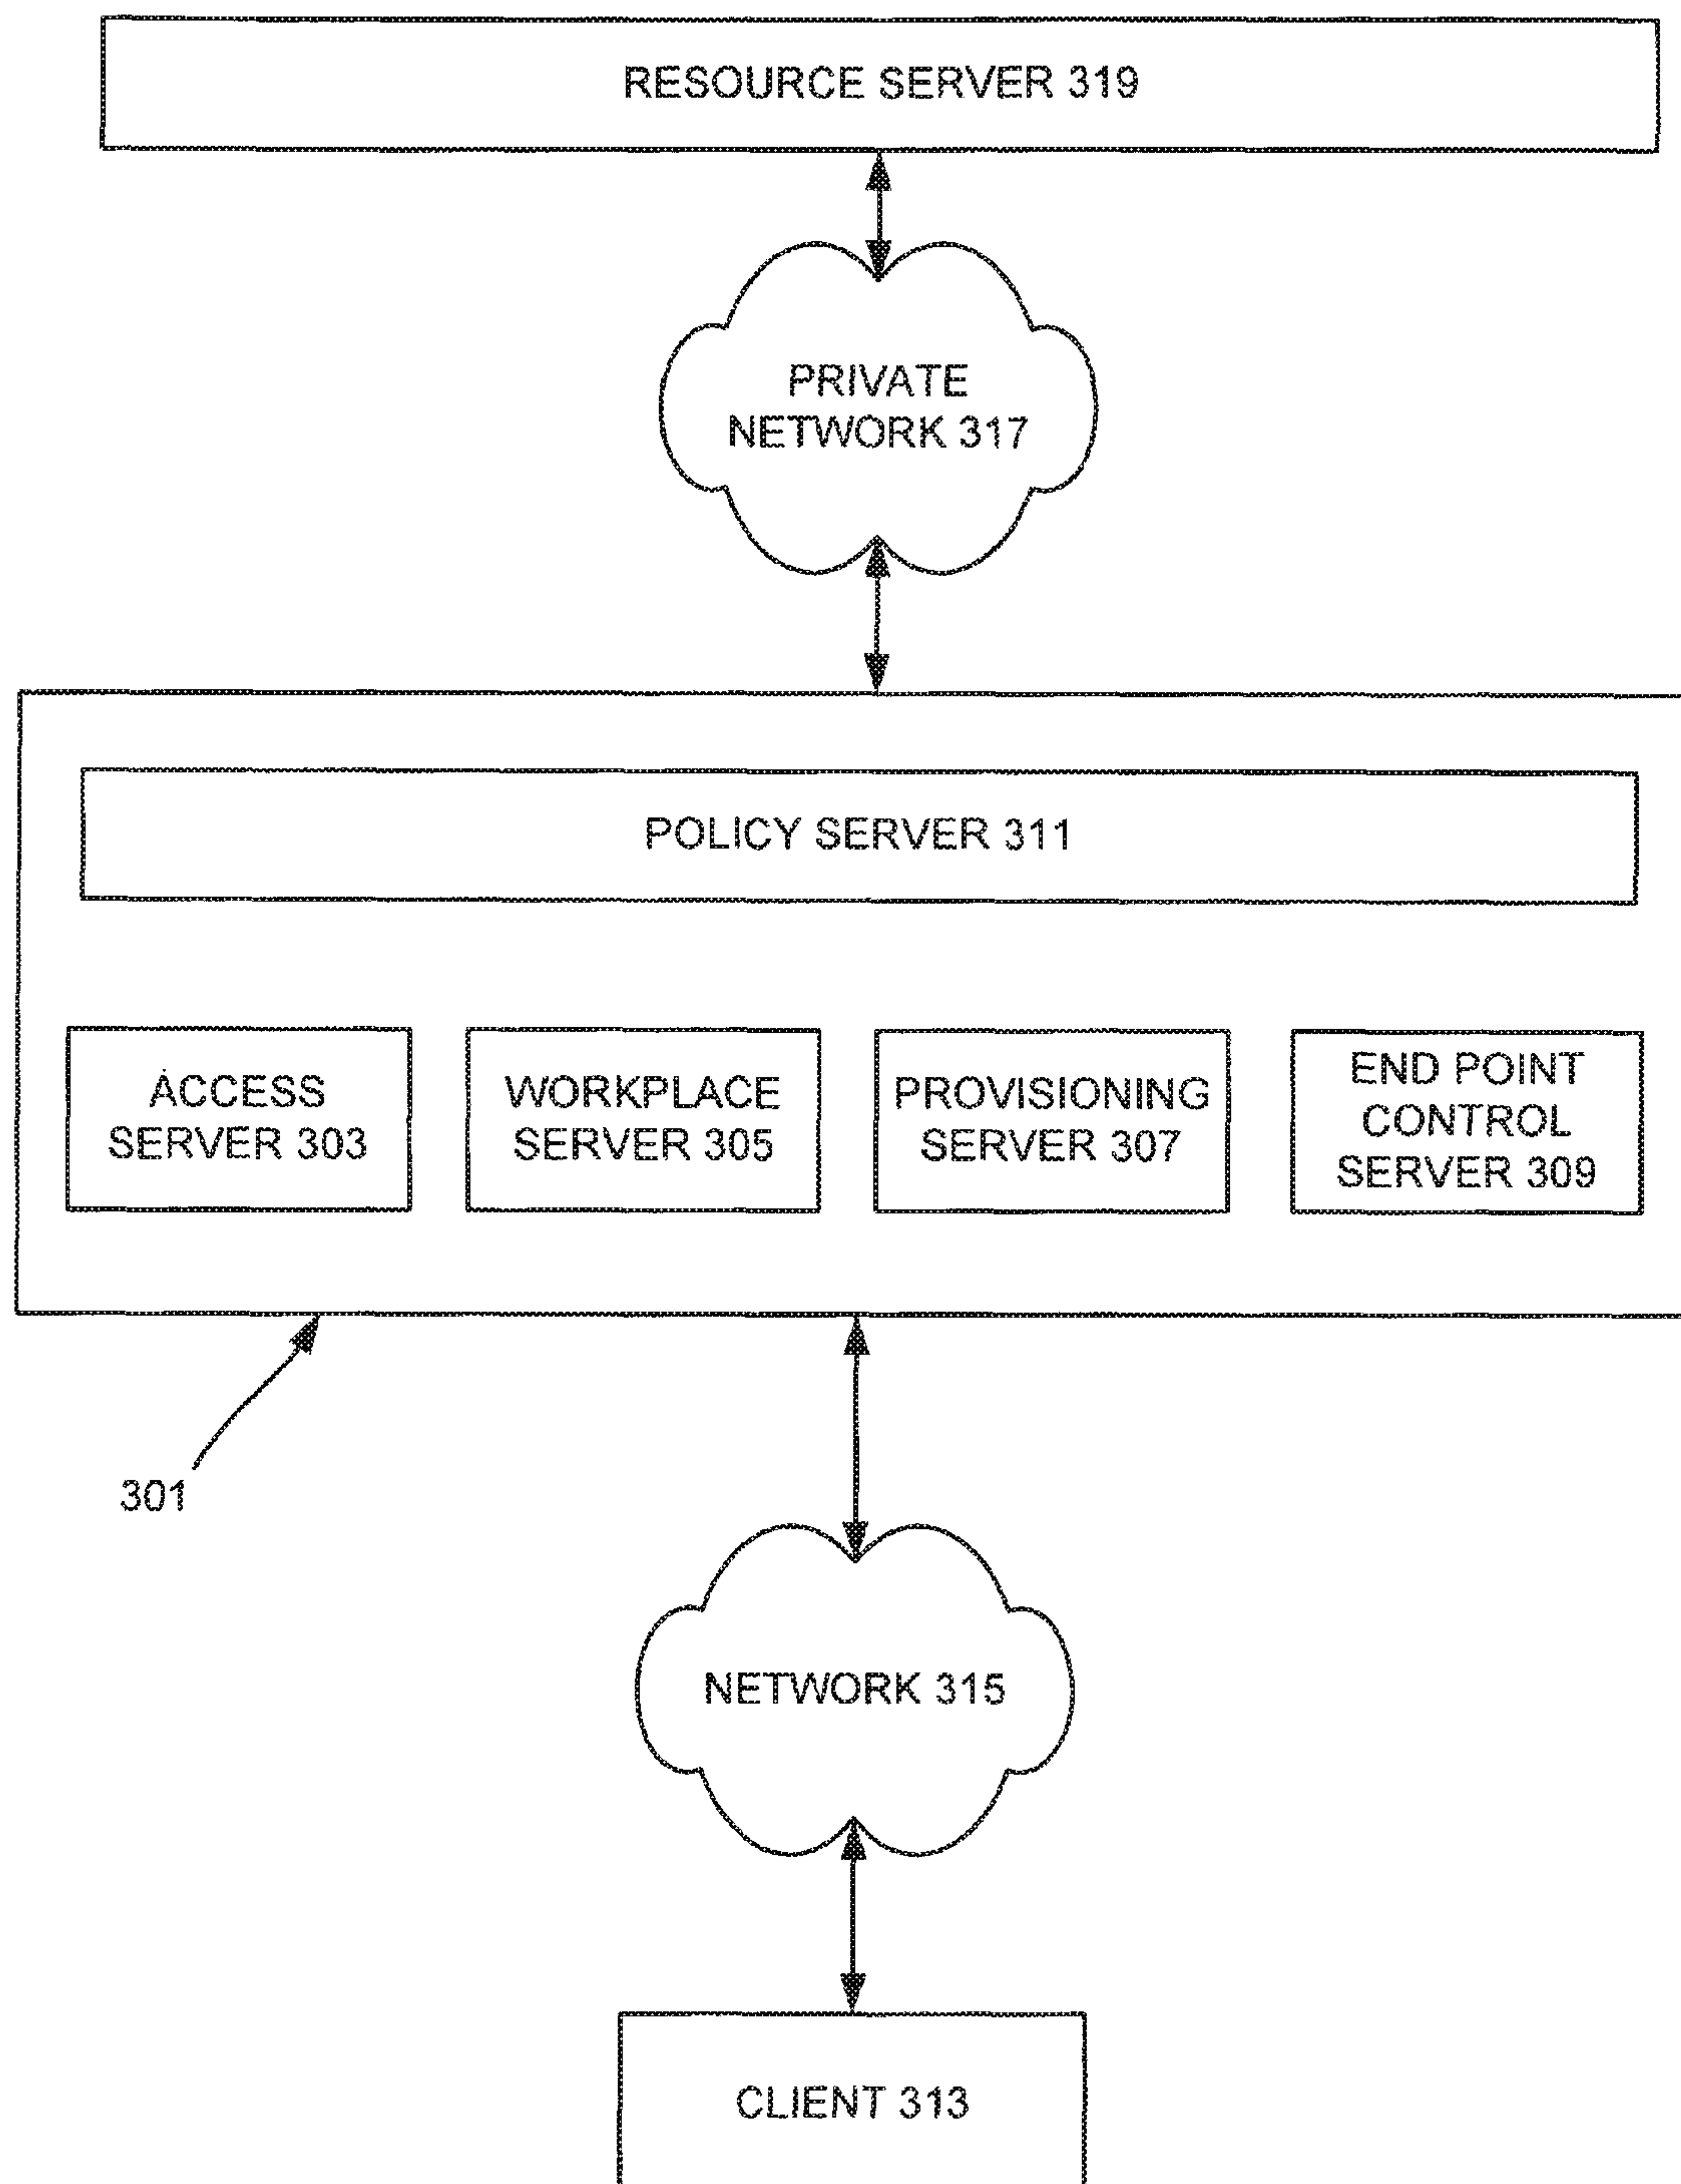 RESOURCE SERVER 319
PRIVATE
NETWORK 317
POLICY SERVER 311
ACCESS
SERVER 303
WORKPLACE
SERVER 305
PROVISIONING
SERVER 307
END POINT
CONTROL
SERVER 309
301
NETWORK 315
CLIENT 313